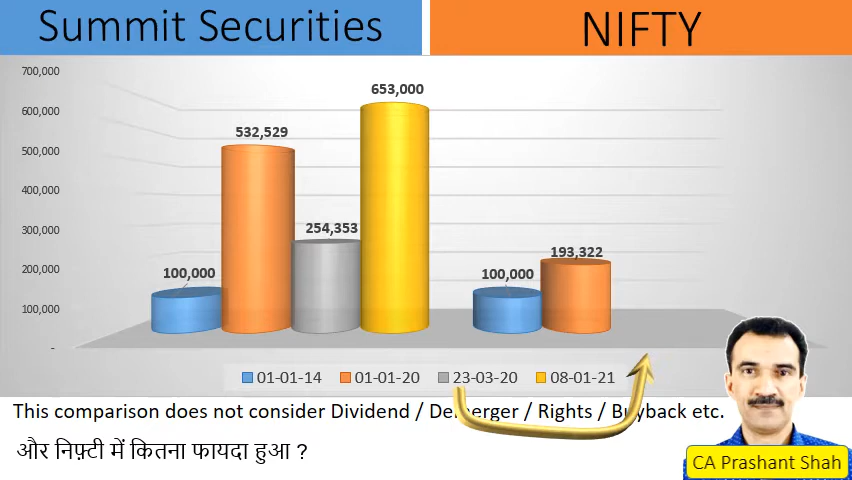 Summit Securities
NIFTY
700,000
600,000
500,000
400,000
300,000
200,000
100,000
-
100,000
532,529
254,353
653,000
100,000
193,322
01-01-14 01-01-20 23-03-20 08-01-21
This comparison does not consider Dividend / Demerger / Rights / Buyback etc.
और निफ़्टी में कितना फायदा हुआ ?
CA Prashant Shah